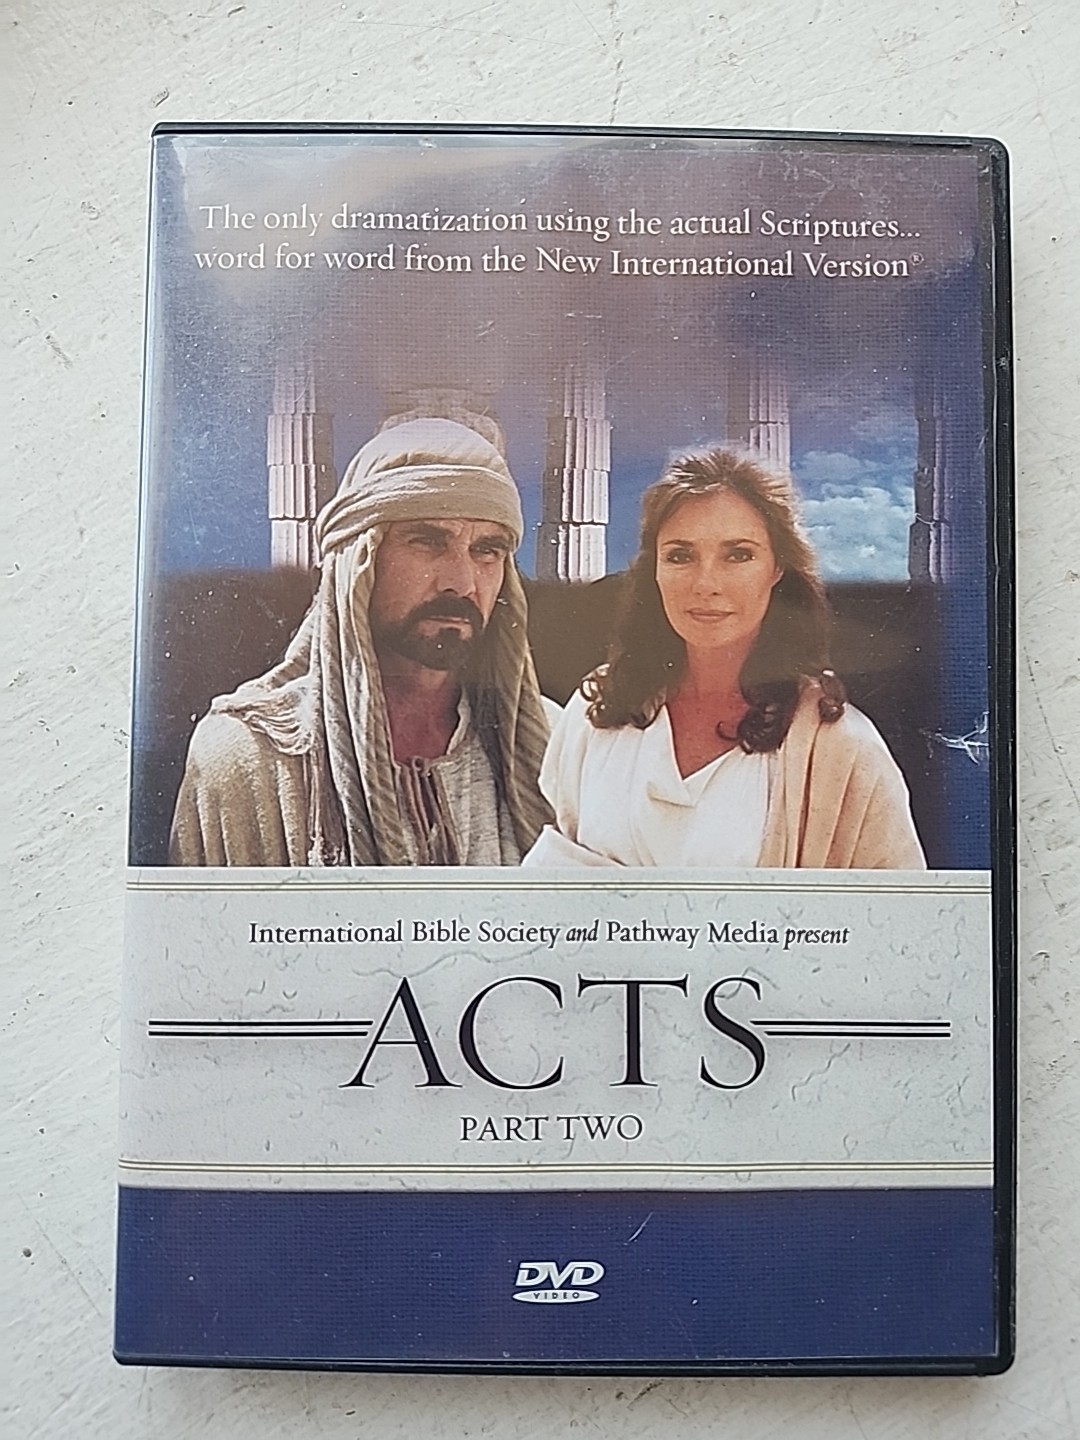 The only dramatization using the actual Scriptures...
word for word from the New International Version®
International Bible Society and Pathway Media present
ACTS
PART TWO
DVD
VIDEO